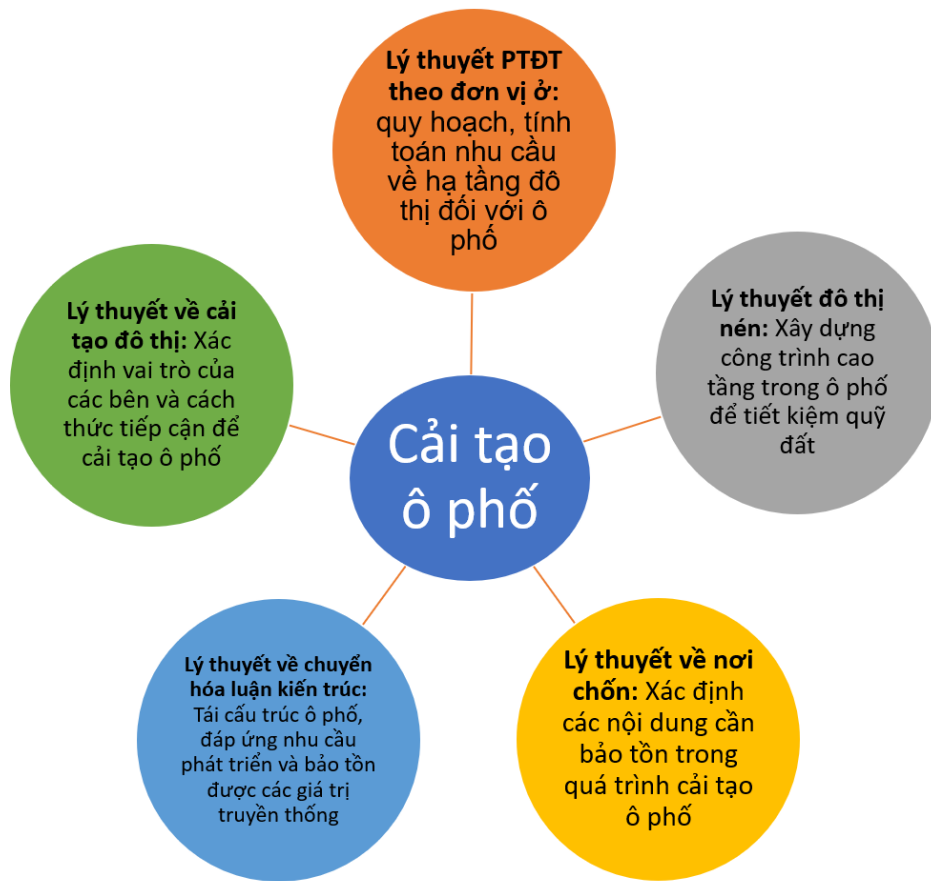 Lý thuyết PTĐT
theo đơn vị ở:
quy hoạch, tính
toán nhu cầu
về hạ tầng đô
thị đối với ô
phố
Lý thuyết về cải
tạo đô thị: Xác
định vai trò của
các bên và cách
thức tiếp cận để
cải tạo ô phố
Lý thuyết đô thị
nén: Xây dựng
công trình cao
tầng trong ô phố
để tiết kiệm quỹ
đất
Cải tạo
ô phố
Lý thuyết về chuyển
hóa luận kiến trúc:
Tái cấu trúc ô phố,
đáp ứng nhu cầu
phát triển và bảo tồn
được các giá trị
truyền thống
Lý thuyết về nơi
chốn: Xác định
các nội dung cần
bảo tồn trong
quá trình cải tạo
ô phố